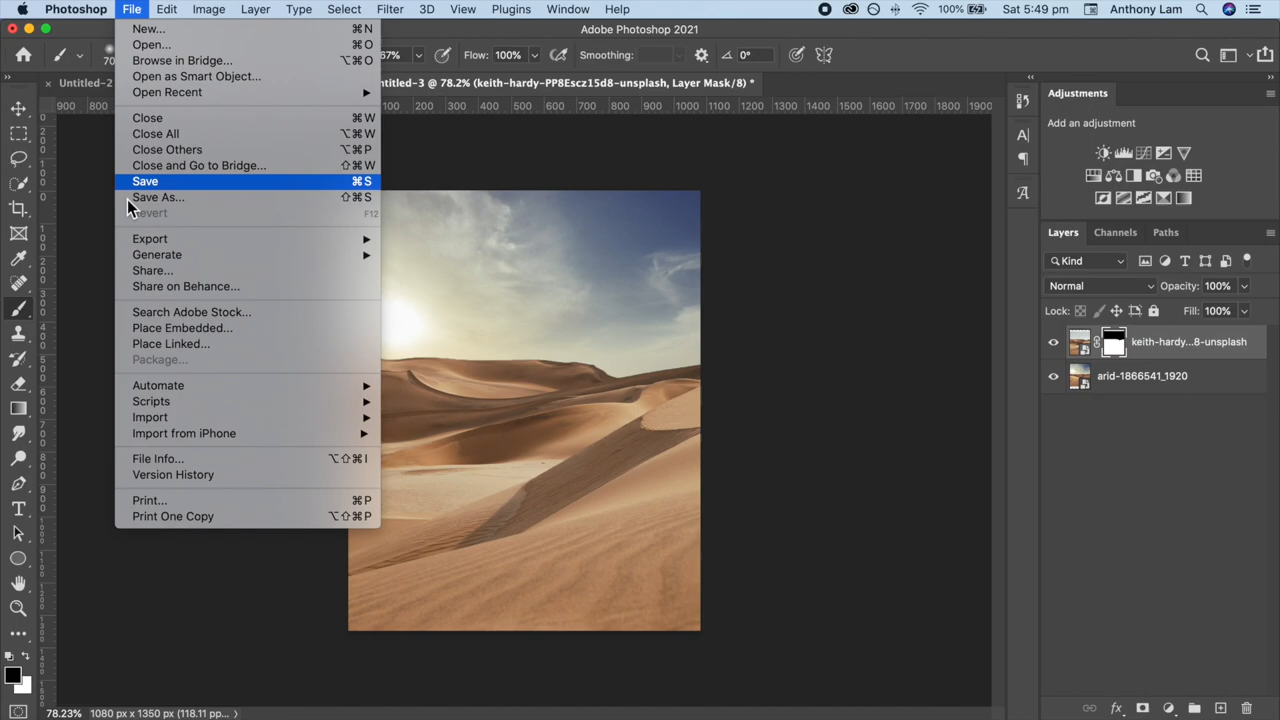 Photoshop File Edit Image Layer Type Select Filter 3D View Plugins Window Help 100% Sat 5:49 pm Anthony Lam
Adobe Photoshop 2021
New... ⌘N
Open... ⌘O
Browse in Bridge... ⌥⌘O
Open as Smart Object...
Open Recent
Close ⌘W
Close All ⌥⌘W
Close Others ⌥⌘P
Close and Go to Bridge... ⇧⌘W
Save ⌘S
Save As... ⇧⌘S
evert F12
Export
Generate
Share...
Share on Behance...
Search Adobe Stock...
Place Embedded...
Place Linked...
Package...
Automate
Scripts
Import
Import from iPhone
File Info... ⌥⇧⌘I
Version History
Print... ⌘P
Print One Copy ⌥⇧⌘P
70 67% Flow: 100% Smoothing: 0°
Untitled-2
ntitled-3 @ 78.2% (keith-hardy-PP8Escz15d8-unsplash, Layer Mask/8) *
900 800 100 200 300 400 500 600 700 800 900 1000 1100 1200 1300 1400 1500 1600 1700 1800 1900
Adjustments
Add an adjustment
Layers Channels Paths
Kind
Normal Opacity: 100%
Lock: Fill: 100%
keith-hardy...8-unsplash
arid-1866541_1920
78.23% 1080 px x 1350 px (118.11 pp...